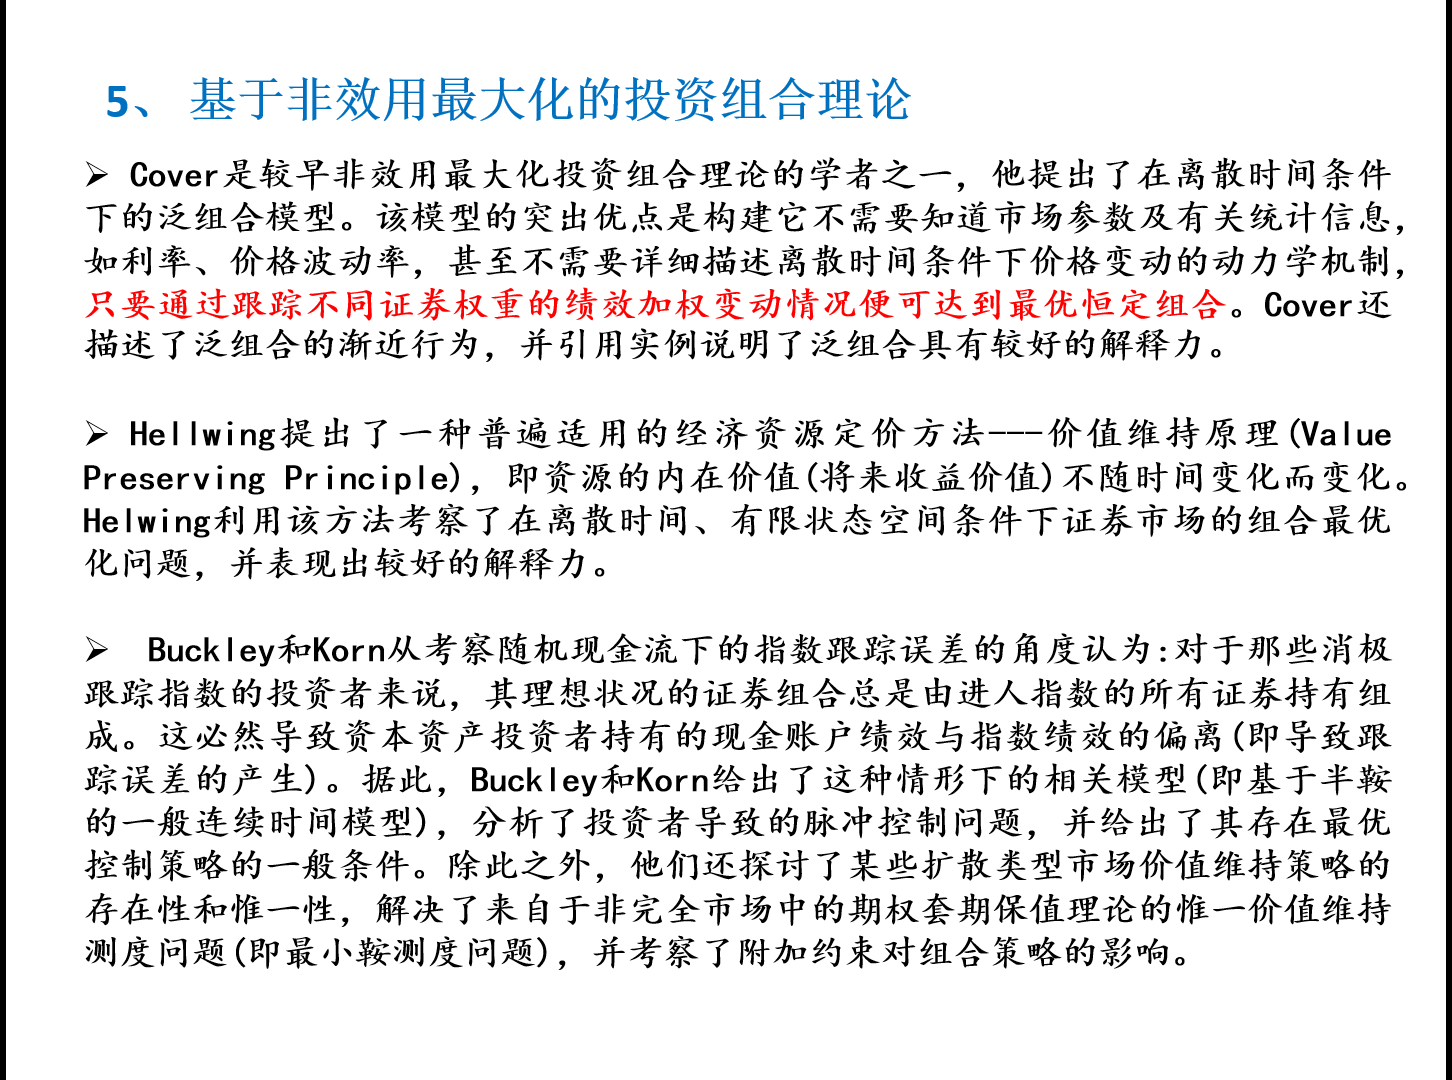 5、 基于非效用最大化的投资组合理论
➢ Cover是较早非效用最大化投资组合理论的学者之一，他提出了在离散时间条件
下的泛组合模型。该模型的突出优点是构建它不需要知道市场参数及有关统计信息，
如利率、价格波动率，甚至不需要详细描述离散时间条件下价格变动的动力学机制，
只要通过跟踪不同证券权重的绩效加权变动情况便可达到最优恒定组合。Cover还
描述了泛组合的渐近行为，并引用实例说明了泛组合具有较好的解释力。
➢ Hellwing提出了一种普遍适用的经济资源定价方法---价值维持原理(Value
Preserving Principle)，即资源的内在价值(将来收益价值)不随时间变化而变化。
Helwing利用该方法考察了在离散时间、有限状态空间条件下证券市场的组合最优
化问题，并表现出较好的解释力。
➢ Buckley和Korn从考察随机现金流下的指数跟踪误差的角度认为:对于那些消极
跟踪指数的投资者来说，其理想状况的证券组合总是由进人指数的所有证券持有组
成。这必然导致资本资产投资者持有的现金账户绩效与指数绩效的偏离(即导致跟
踪误差的产生)。据此，Buckley和Korn给出了这种情形下的相关模型(即基于半鞍
的一般连续时间模型)，分析了投资者导致的脉冲控制问题，并给出了其存在最优
控制策略的一般条件。除此之外，他们还探讨了某些扩散类型市场价值维持策略的
存在性和惟一性，解决了来自于非完全市场中的期权套期保值理论的惟一价值维持
测度问题(即最小鞍测度问题)，并考察了附加约束对组合策略的影响。